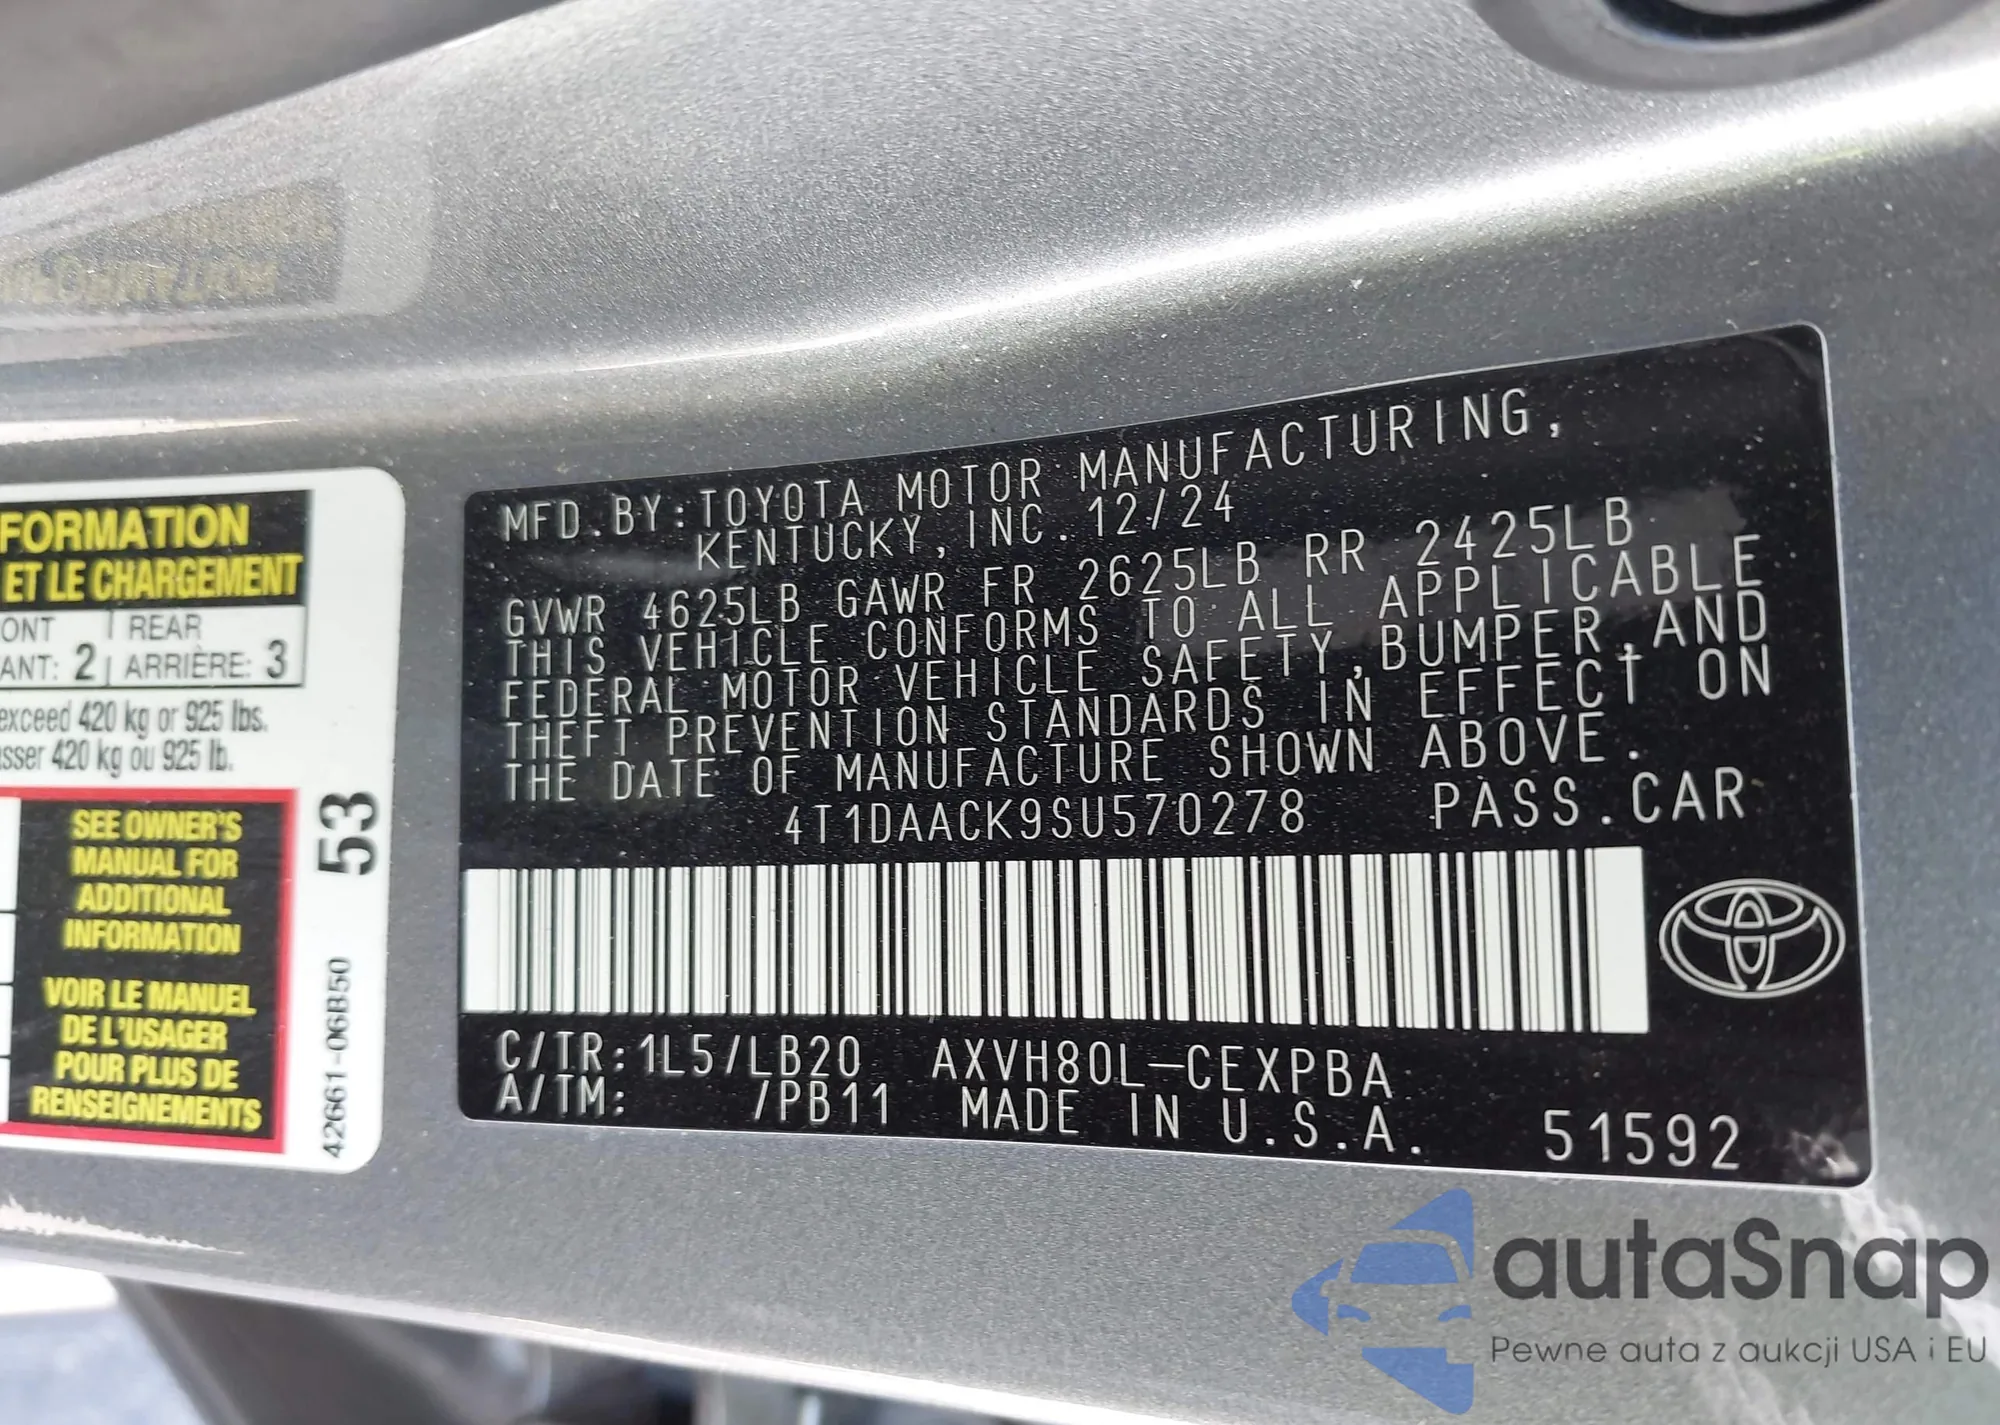 FORMATION
ET LE CHARGEMENT
ONT | REAR
ANT: 2 | ARRIÈRE: 3
exceed 420 kg or 925 lbs.
sser 420 kg ou 925 lb.
SEE OWNER'S
MANUAL FOR
ADDITIONAL
INFORMATION
VOIR LE MANUEL
DE L'USAGER
POUR PLUS DE
RENSEIGNEMENTS
53
42661-06B50
MFD.BY:TOYOTA MOTOR MANUFACTURING,
KENTUCKY,INC. 12/24
GVWR 4625LB GAWR FR 2625LB RR 2425LB
THIS VEHICLE CONFORMS TO ALL APPLICABLE
FEDERAL MOTOR VEHICLE SAFETY,BUMPER,AND
THEFT PREVENTION STANDARDS IN EFFECT ON
THE DATE OF MANUFACTURE SHOWN ABOVE.
4T1DAACK9SU570278 PASS.CAR
C/TR:1L5/LB20 AXVH80L-CEXPBA
A/TM: /PB11 MADE IN U.S.A. 51592
autaSnap
Pewne auta z aukcji USA i EU